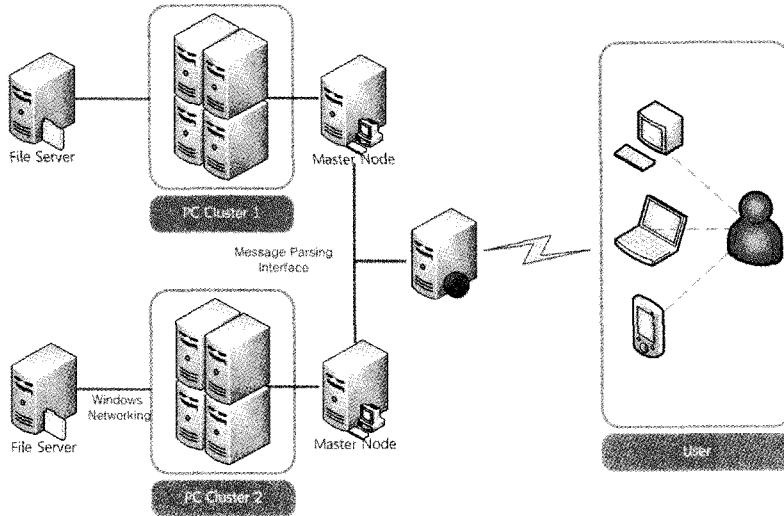 File Server
Master Node
PC Cluster 1
Message Parsing
Interface
Windows
Networking
File Server
Master Node
User
PC Cluster 2